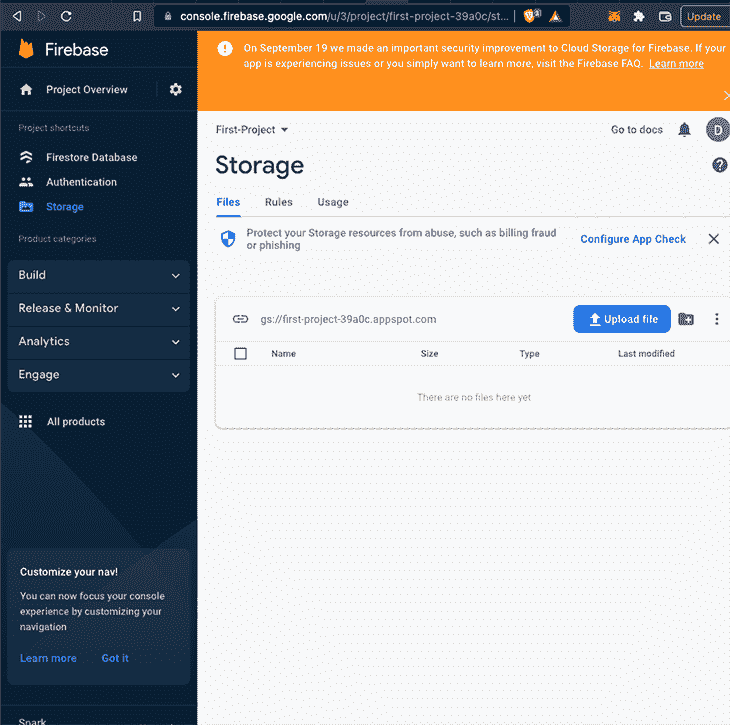 console.firebase.google.com/u/3/project/first-project-39a0c/st...
Update
Firebase
On September 19 we made an important security improvement to Cloud Storage for Firebase. If your
app is experiencing issues or you simply want to learn more, visit the Firebase FAQ. Learn more
Project Overview
Project shortcuts
Firestore Database
Authentication
Storage
Product categories
Build
Release & Monitor
Analytics
Engage
All products
Customize your nav!
You can now focus your console
experience by customizing your
navigation
Learn more Got it
Spark
First-Project
Go to docs
D
Storage
Files Rules Usage
Protect your Storage resources from abuse, such as billing fraud
or phishing
Configure App Check
gs://first-project-39a0c.appspot.com
Upload file
Name Size Type Last modified
There are no files here yet